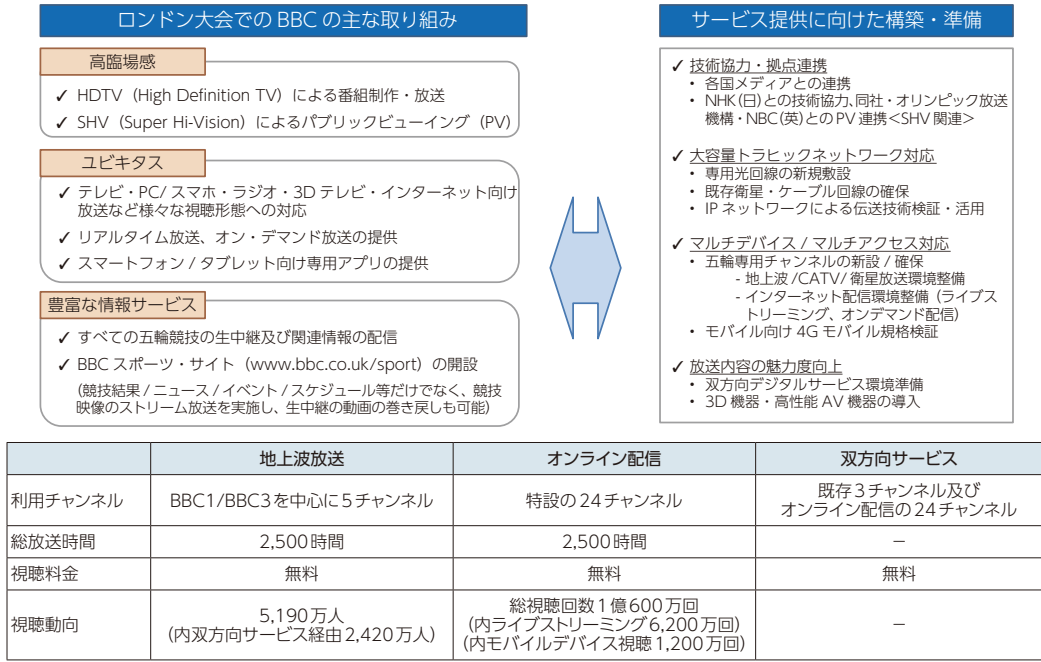 ロンドン大会での BBC の主な取り組み
高臨場感
✓ HDTV（High Definition TV）による番組制作・放送
✓ SHV（Super Hi-Vision）によるパブリックビューイング（PV）
ユビキタス
✓ テレビ・PC/ スマホ・ラジオ・3D テレビ・インターネット向け
放送など様々な視聴形態への対応
✓ リアルタイム放送、オン・デマンド放送の提供
✓ スマートフォン / タブレット向け専用アプリの提供
豊富な情報サービス
✓ すべての五輪競技の生中継及び関連情報の配信
✓ BBC スポーツ・サイト（www.bbc.co.uk/sport）の開設
（競技結果 / ニュース / イベント / スケジュール等だけでなく、競技
映像のストリーム放送を実施し、生中継の動画の巻き戻しも可能）
サービス提供に向けた構築・準備
✓ 技術協力・拠点連携
・ 各国メディアとの連携
・ NHK（日）との技術協力、同社・オリンピック放送
機構・NBC（英）との PV 連携＜SHV 関連＞
✓ 大容量トラヒックネットワーク対応
・ 専用光回線の新規敷設
・ 既存衛星・ケーブル回線の確保
・ IP ネットワークによる伝送技術検証・活用
✓ マルチデバイス / マルチアクセス対応
・ 五輪専用チャンネルの新設 / 確保
- 地上波 /CATV/ 衛星放送環境整備
- インターネット配信環境整備（ライブス
トリーミング、オンデマンド配信）
・ モバイル向け 4G モバイル規格検証
✓ 放送内容の魅力度向上
・ 双方向デジタルサービス環境準備
・ 3D 機器・高性能 AV 機器の導入
地上波放送 オンライン配信 双方向サービス
利用チャンネル BBC1/BBC3を中心に5チャンネル 特設の24チャンネル 既存3チャンネル及び
オンライン配信の24チャンネル
総放送時間 2,500時間 2,500時間 －
視聴料金 無料 無料 無料
視聴動向 5,190万人
（内双方向サービス経由2,420万人） 総視聴回数1億600万回
（内ライブストリーミング6,200万回）
（内モバイルデバイス視聴1,200万回） －